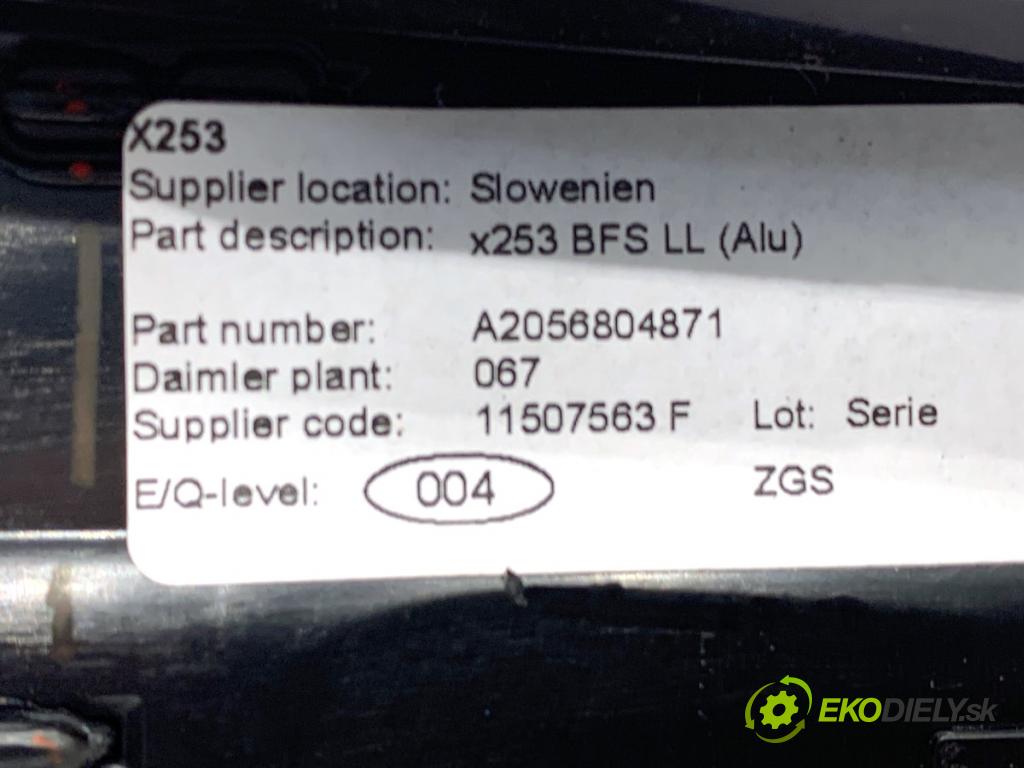 X253
Supplier location: Slowenien
Part description: x253 BFS LL (Alu)
Part number: A2056804871
Daimler plant: 067
Supplier code: 11507563 F Lot: Serie
E/Q-level: 004 ZGS
EKODIELY.sk